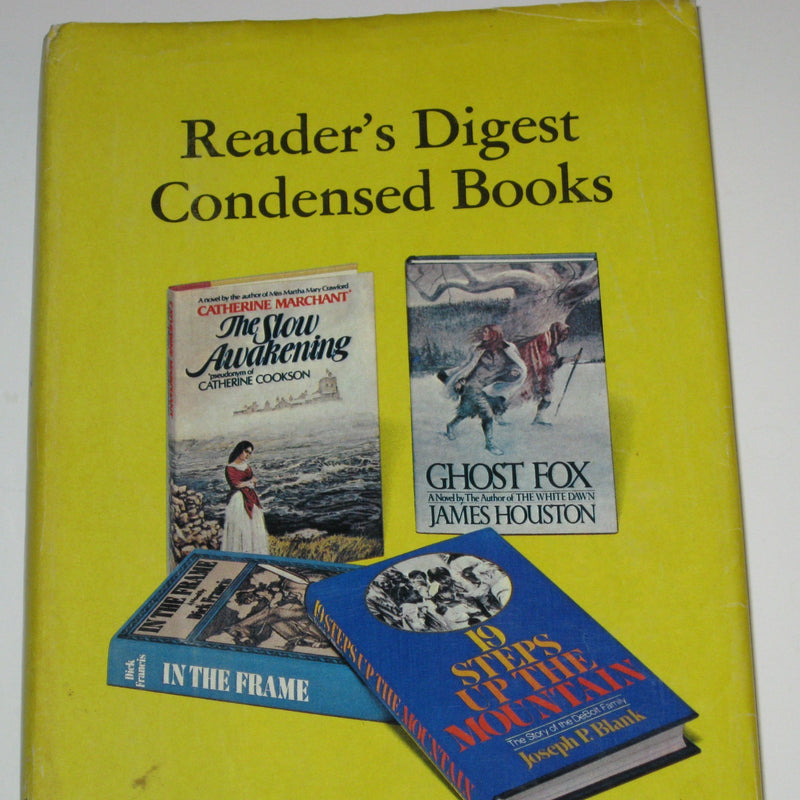 Reader's Digest
Condensed Books
A novel by the author of Miss Martha Mary Crawford
CATHERINE MARCHANT*
The Slow
Awakening
*pseudonym of
CATHERINE COOKSON
GHOST FOX
A Novel by The Author of THE WHITE DAWN
JAMES HOUSTON
IN THE FRAME
Dick Francis
Dick
Francis
IN THE FRAME
19 STEPS UP THE MOUNTAIN
19
STEPS
UP THE
MOUNTAIN
The Story of the DeBolt Family
Joseph P. Blank